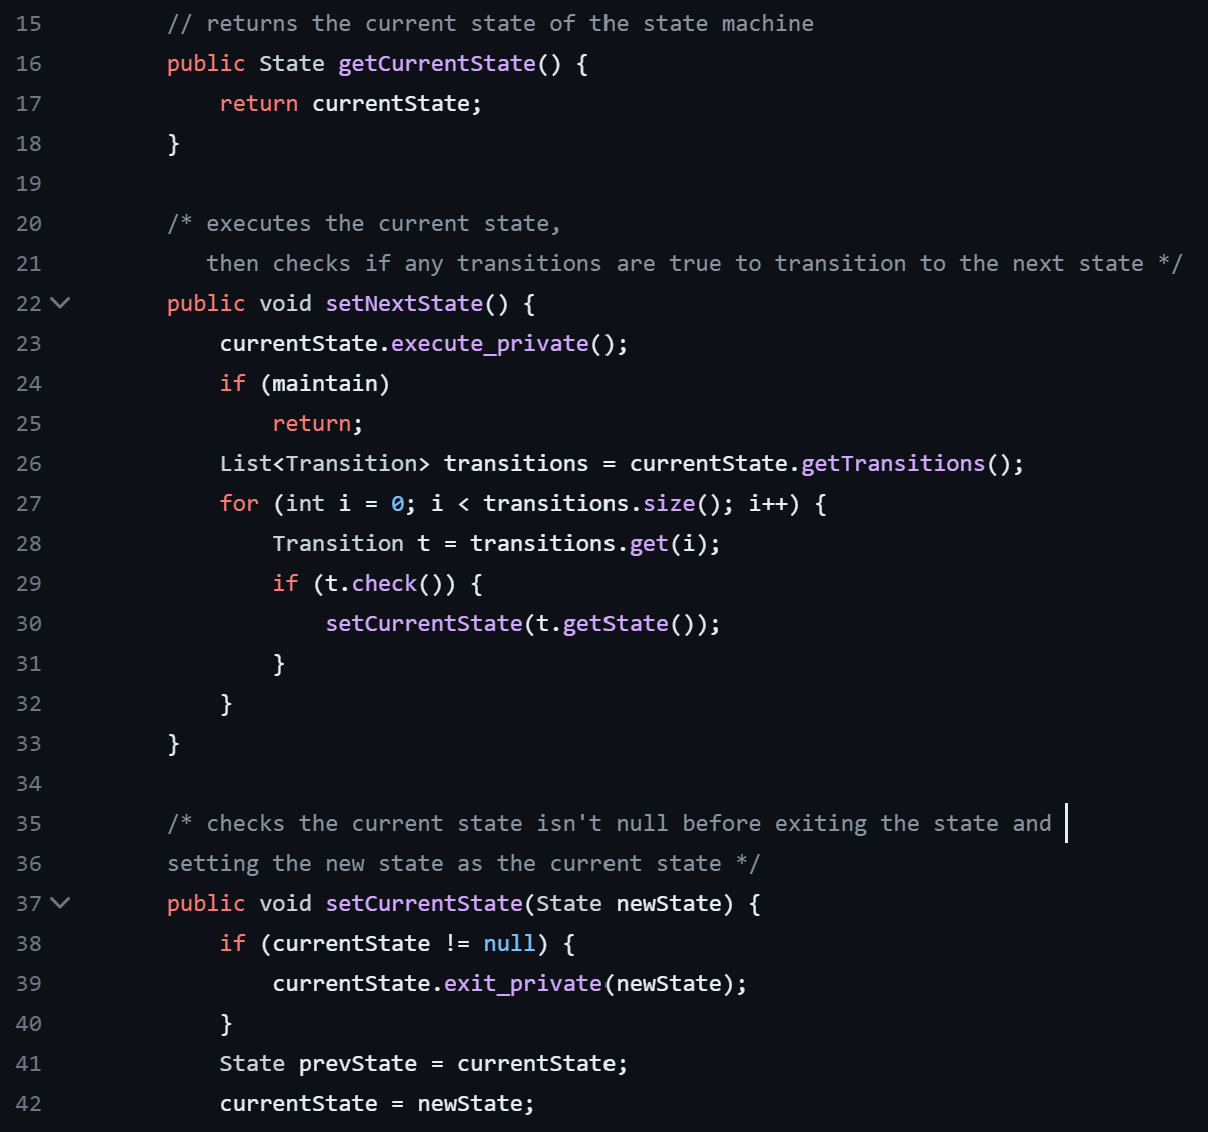 15 // returns the current state of the state machine
16 public State getCurrentState() {
17 return currentState;
18 }
19
20 /* executes the current state,
21 then checks if any transitions are true to transition to the next state */
22 public void setNextState() {
23 currentState.execute_private();
24 if (maintain)
25 return;
26 List<Transition> transitions = currentState.getTransitions();
27 for (int i = 0; i < transitions.size(); i++) {
28 Transition t = transitions.get(i);
29 if (t.check()) {
30 setCurrentState(t.getState());
31 }
32 }
33 }
34
35 /* checks the current state isn't null before exiting the state and
36 setting the new state as the current state */
37 public void setCurrentState(State newState) {
38 if (currentState != null) {
39 currentState.exit_private(newState);
40 }
41 State prevState = currentState;
42 currentState = newState;